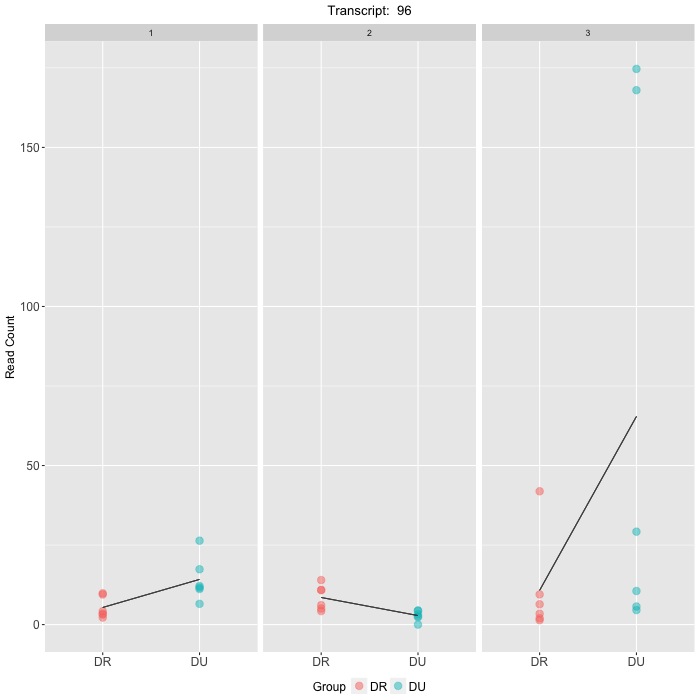 Transcript:  96
1 2 3
Read Count
150
100
50
0
DR DU DR DU DR DU
Group DR DU